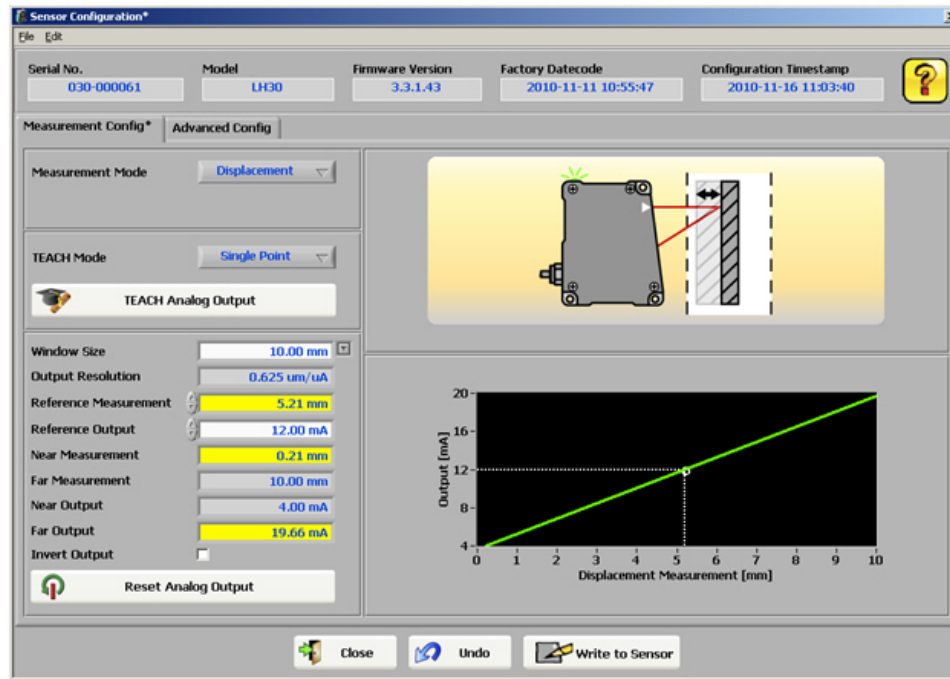 Sensor Configuration*
File Edit
Serial No. Model Firmware Version Factory Datecode Configuration Timestamp
030-000061 LH30 3.3.1.43 2010-11-11 10:55:47 2010-11-16 11:03:40
?
Measurement Config* Advanced Config
Measurement Mode Displacement
TEACH Mode Single Point
TEACH Analog Output
Window Size 10.00 mm
Output Resolution 0.625 um/uA
Reference Measurement 5.21 mm
Reference Output 12.00 mA
Near Measurement 0.21 mm
Far Measurement 10.00 mm
Near Output 4.00 mA
Far Output 19.66 mA
Invert Output
Reset Analog Output
Output [mA]
20
16
12
8
4
0 1 2 3 4 5 6 7 8 9 10
Displacement Measurement [mm]
Close Undo Write to Sensor